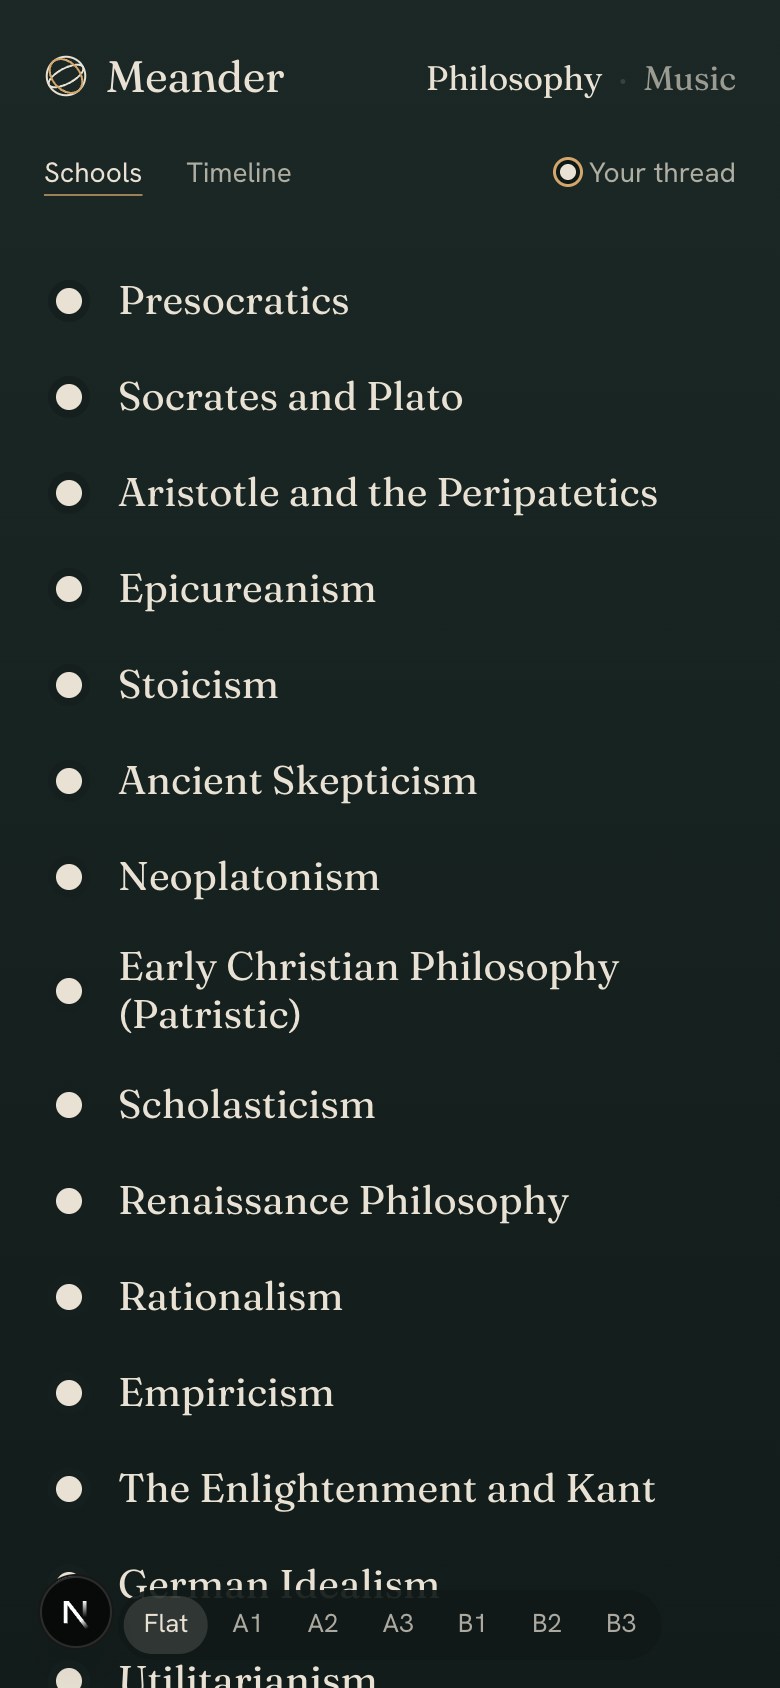 Meander
Philosophy · Music
Schools
Timeline
Your thread
Presocratics
Socrates and Plato
Aristotle and the Peripatetics
Epicureanism
Stoicism
Ancient Skepticism
Neoplatonism
Early Christian Philosophy
(Patristic)
Scholasticism
Renaissance Philosophy
Rationalism
Empiricism
The Enlightenment and Kant
German Idealism
N
Flat
A1
A2
A3
B1
B2
B3
Utilitarianism